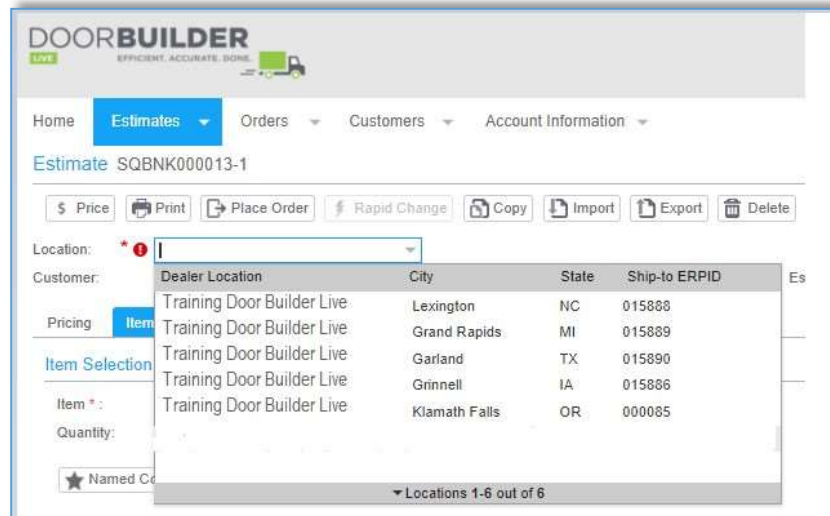 DOORBUILDER
LIVE EFFICIENT. ACCURATE. DONE.
Home Estimates Orders Customers Account Information
Estimate SQBNK000013-1
$ Price Print Place Order Rapid Change Copy Import Export Delete
Location: *
Customer: Dealer Location City State Ship-to ERPID Es
Training Door Builder Live Lexington NC 015888
Pricing Item Training Door Builder Live Grand Rapids MI 015889
Training Door Builder Live Garland TX 015890
Item Selection Training Door Builder Live Grinnell IA 015886
Item * : Training Door Builder Live Klamath Falls OR 000085
Quantity:
Named Co
Locations 1-6 out of 6